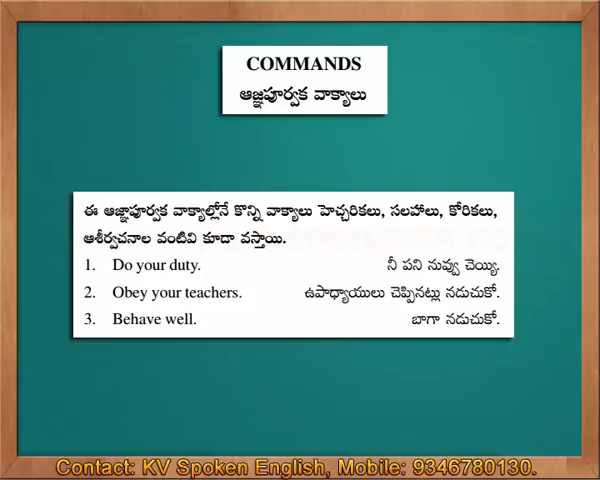 COMMANDS
ఆజ్ఞపూర్వక వాక్యాలు
ఈ ఆజ్ఞాపూర్వక వాక్యాల్లోనే కొన్ని వాక్యాలు హెచ్చరికలు, సలహాలు, కోరికలు,
ఆశీర్వచనాల వంటివి కూడా వస్తాయి.
1. Do your duty. నీ పని నువ్వు చెయ్యి.
2. Obey your teachers. ఉపాధ్యాయులు చెప్పినట్లు నడుచుకో.
3. Behave well. బాగా నడుచుకో.
Contact: KV Spoken English, Mobile: 9346780130.